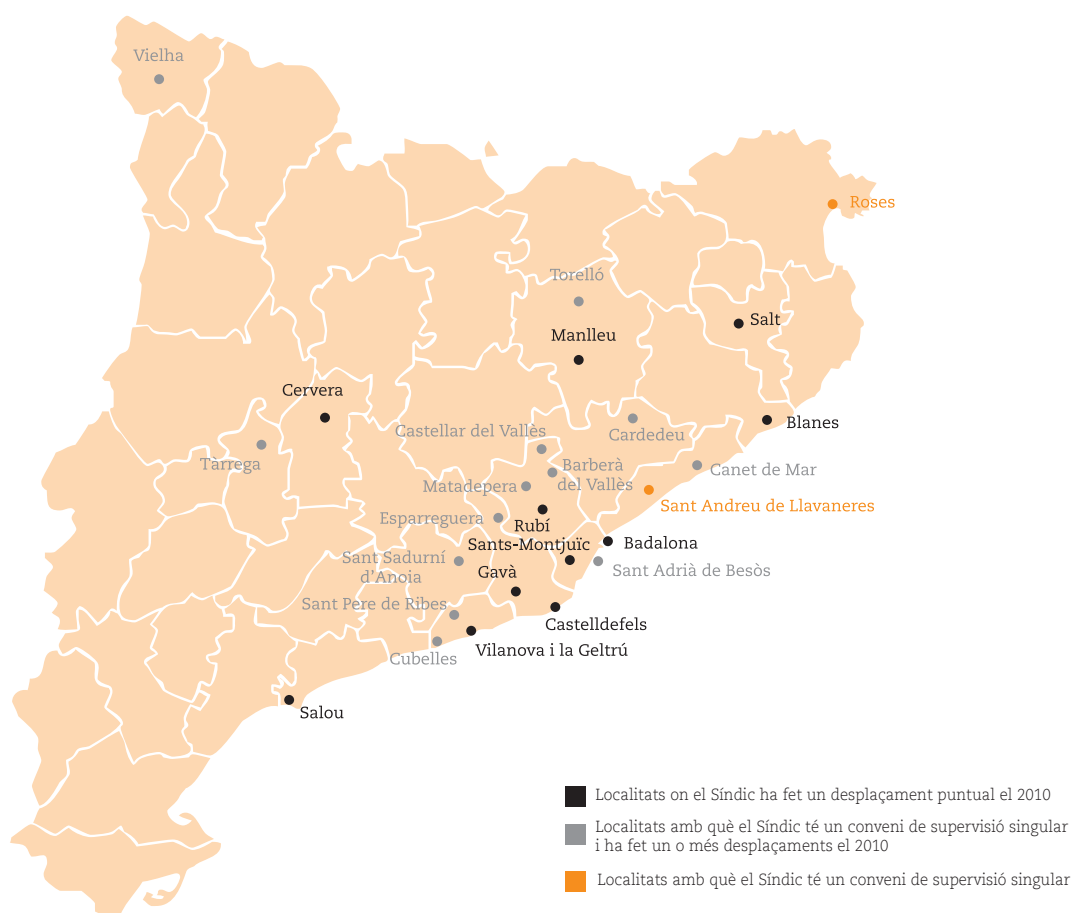 Vielha
Roses
Torelló
Salt
Manlleu
Cervera
Blanes
Castellar del Vallès
Cardedeu
Tàrrega
Barberà
del Vallès
Canet de Mar
Matadepera
Sant Andreu de Llavaneres
Esparreguera
Rubí
Sants-Montjuïc
Badalona
Sant Sadurní
d'Anoia
Gavà
Sant Adrià de Besòs
Sant Pere de Ribes
Castelldefels
Vilanova i la Geltrú
Cubelles
Salou
Localitats on el Síndic ha fet un desplaçament puntual el 2010
Localitats amb què el Síndic té un conveni de supervisió singular
i ha fet un o més desplaçaments el 2010
Localitats amb què el Síndic té un conveni de supervisió singular